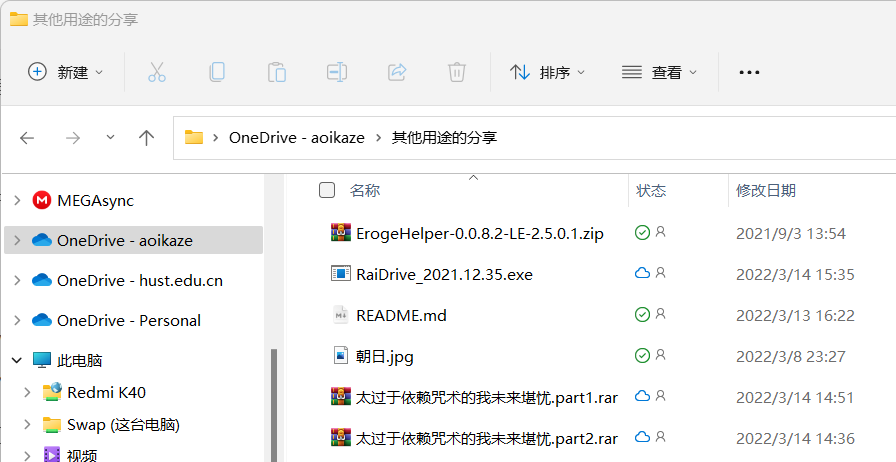 其他用途的分享
新建 排序 查看
OneDrive - aoikaze 其他用途的分享
名称 状态 修改日期
MEGAsync
OneDrive - aoikaze
OneDrive - hust.edu.cn
OneDrive - Personal
此电脑
Redmi K40
Swap (这台电脑)
视频
ErogeHelper-0.0.8.2-LE-2.5.0.1.zip 2021/9/3 13:54
RaiDrive_2021.12.35.exe 2022/3/14 15:35
README.md 2022/3/13 16:22
朝日.jpg 2022/3/8 23:27
太过于依赖咒术的我未来堪忧.part1.rar 2022/3/14 14:51
太过于依赖咒术的我未来堪忧.part2.rar 2022/3/14 14:36